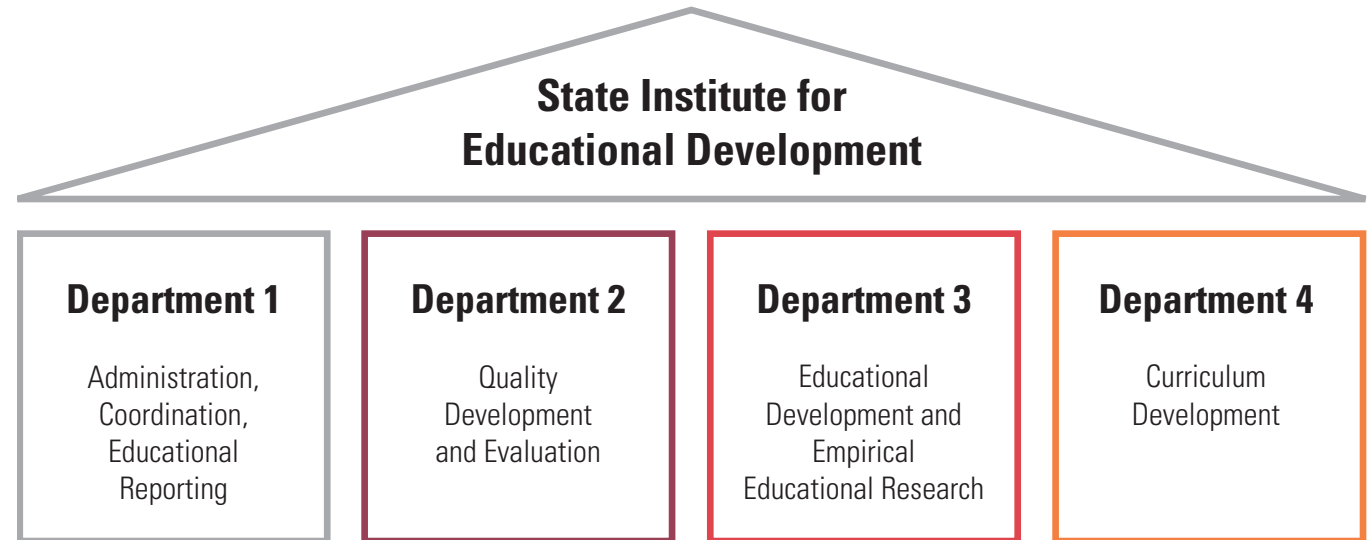 State Institute for
Educational Development
Department 1
Administration,
Coordination,
Educational
Reporting
Department 2
Quality
Development
and Evaluation
Department 3
Educational
Development and
Empirical
Educational Research
Department 4
Curriculum
Development